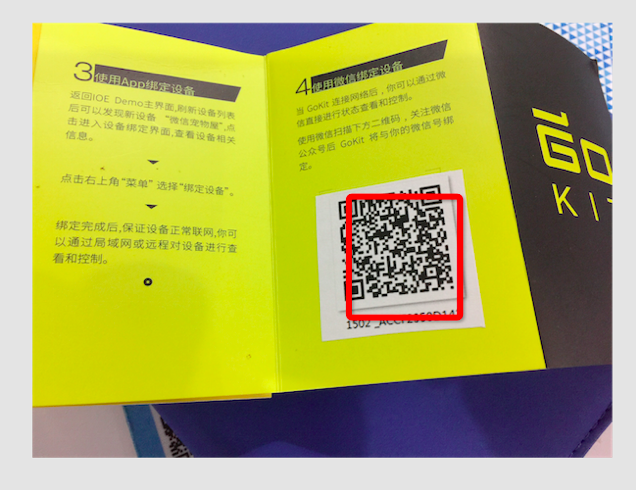 3使用App绑定设备
返回IOE Demo主界面,刷新设备列表
后可以发现新设备 “微信宠物屋”,点
击进入设备绑定界面,查看设备相关
信息。
点击右上角“菜单” 选择“绑定设备”。
绑定完成后,保证设备正常联网,你可
以通过局域网或远程对设备进行查
看和控制。
4使用微信绑定设备
当 GoKit 连接网络后，你可以通过微
信直接进行状态查看和控制。
使用微信扫描下方二维码，关注微信
公众号后 GoKit 将与你的微信号绑
定。
GO
KIT